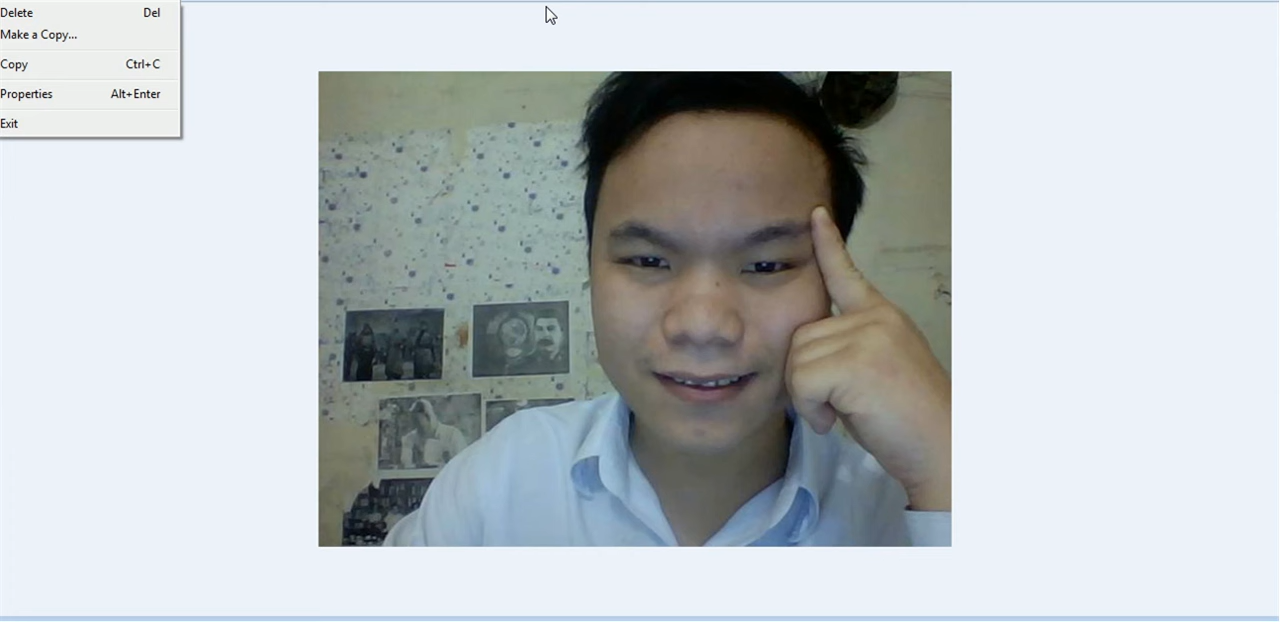 Delete Del
Make a Copy...
Copy Ctrl+C
Properties Alt+Enter
Exit